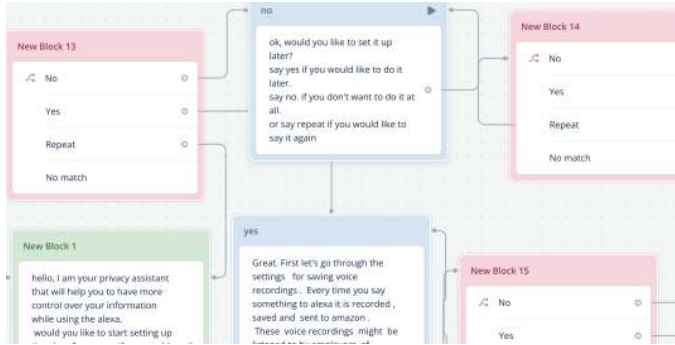 no
New Block 13
No
Yes
Repeat
No match
ok, would you like to set it up
later?
say yes if you would like to do it
later.
say no. if you don't want to do it at
all.
or say repeat if you would like to
say it again
New Block 14
No
Yes
Repeat
No match
New Block 1
hello, I am your privacy assistant
that will help you to have more
control over your information
while using the alexa.
would you like to start setting up
yes
Great. First let's go through the
settings for saving voice
recordings . Every time you say
something to alexa it is recorded ,
saved and sent to amazon .
These voice recordings might be
listened to by employers of
New Block 15
No
Yes